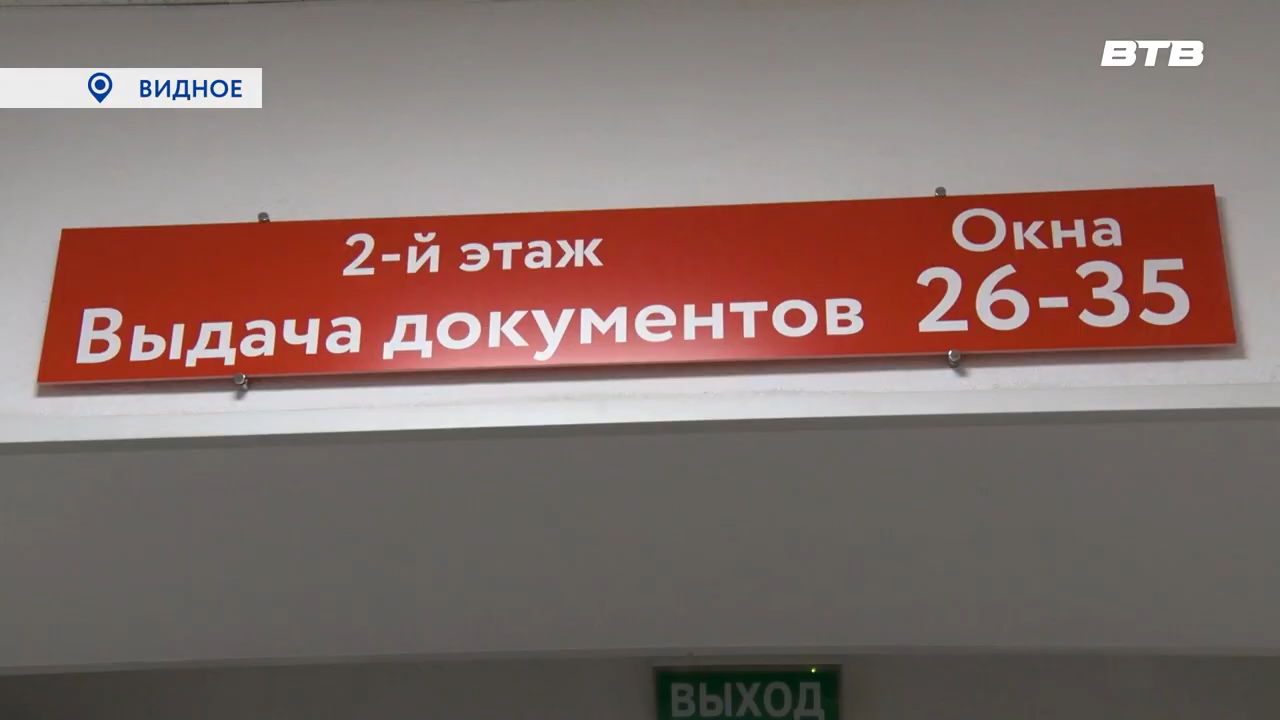 ВТВ
ВИДНОЕ
2-й этаж
Выдача документов
Окна
26-35
ВЫХОД